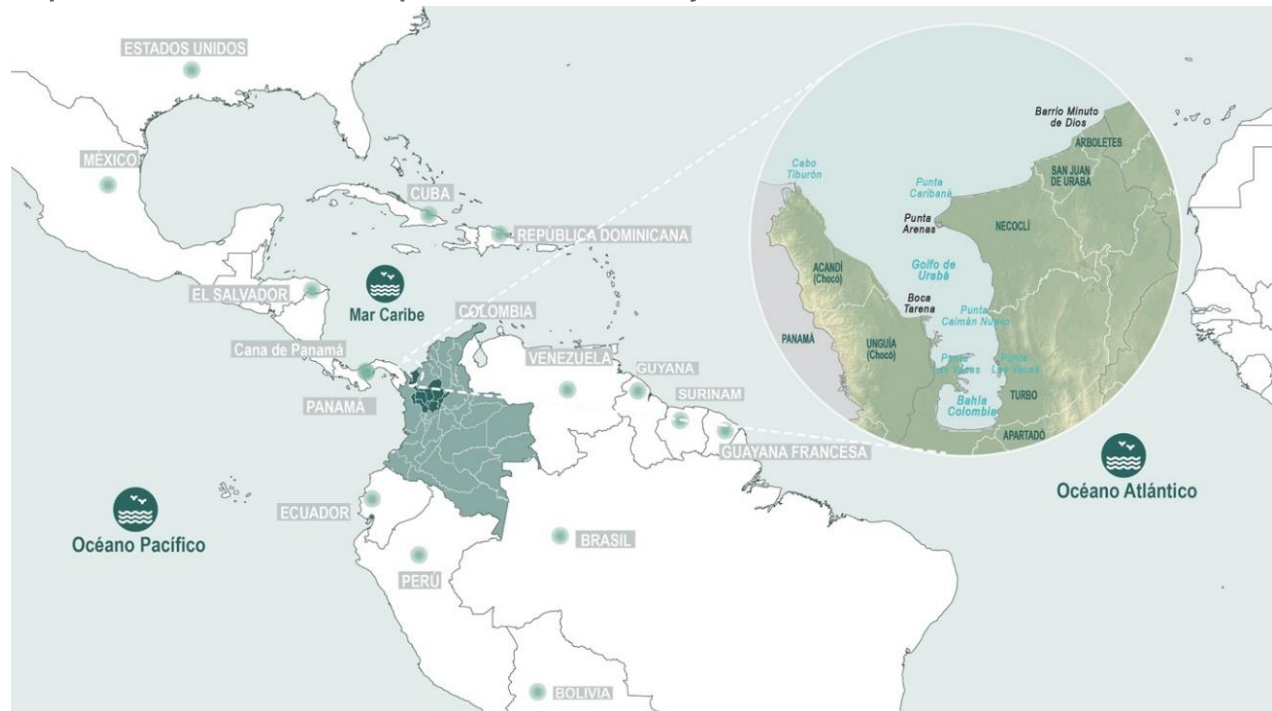 ESTADOS UNIDOS
MÉXICO
CUBA
REPÚBLICA DOMINICANA
EL SALVADOR
Mar Caribe
COLOMBIA
Cana de Panamá
PANAMÁ
VENEZUELA
GUYANA
SURINAM
GUAYANA FRANCESA
ECUADOR
PERÚ
BRASIL
BOLIVIA
Océano Pacífico
Océano Atlántico
Barrio Minuto
de Dios
ARBOLETES
SAN JUAN
DE URABÁ
Cabo
Tiburón
Punta
Caribaná
Punta
Arenas
NECOCLÍ
Golfo de
Urabá
ACANDÍ
(Chocó)
Boca
Tarena
Punta
Caimán Nuevo
PANAMÁ
UNGUÍA
(Chocó)
Punta
Las Vacas
Punta
Las Vacas
TURBO
Bahía
Colombia
APARTADÓ